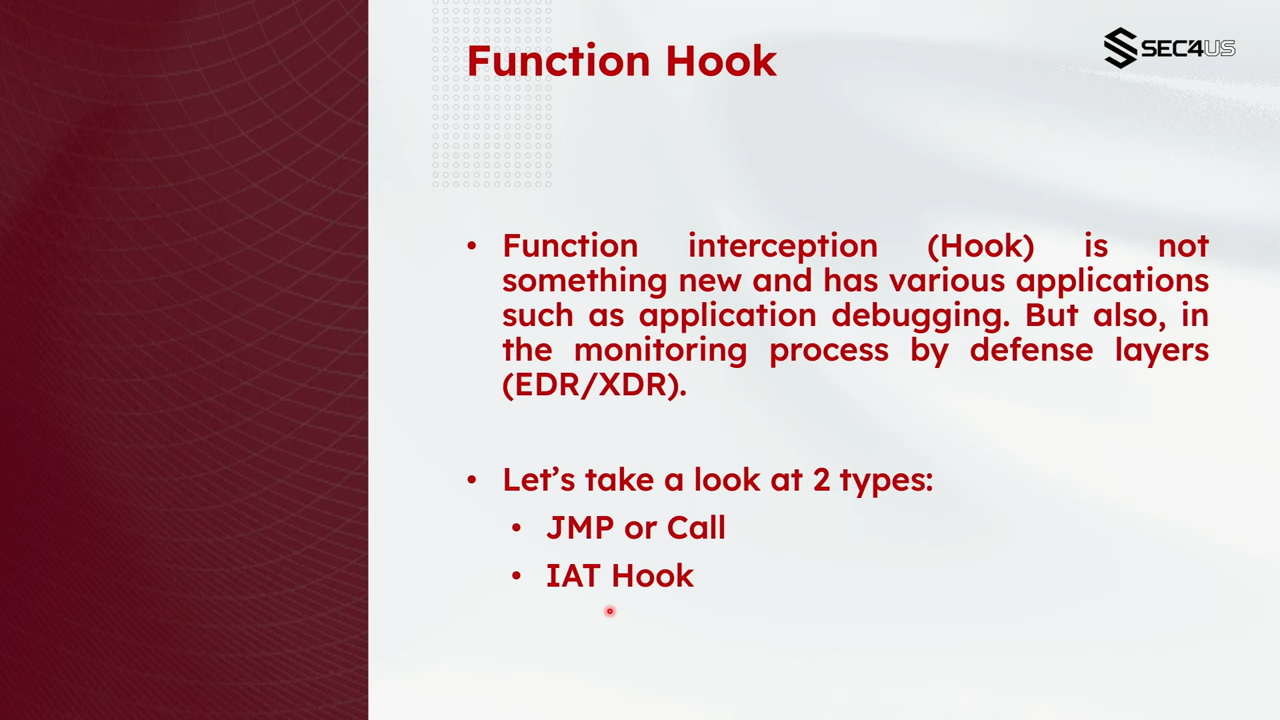 Function Hook
SEC4US
• Function interception (Hook) is not
something new and has various applications
such as application debugging. But also, in
the monitoring process by defense layers
(EDR/XDR).
• Let’s take a look at 2 types:
• JMP or Call
• IAT Hook